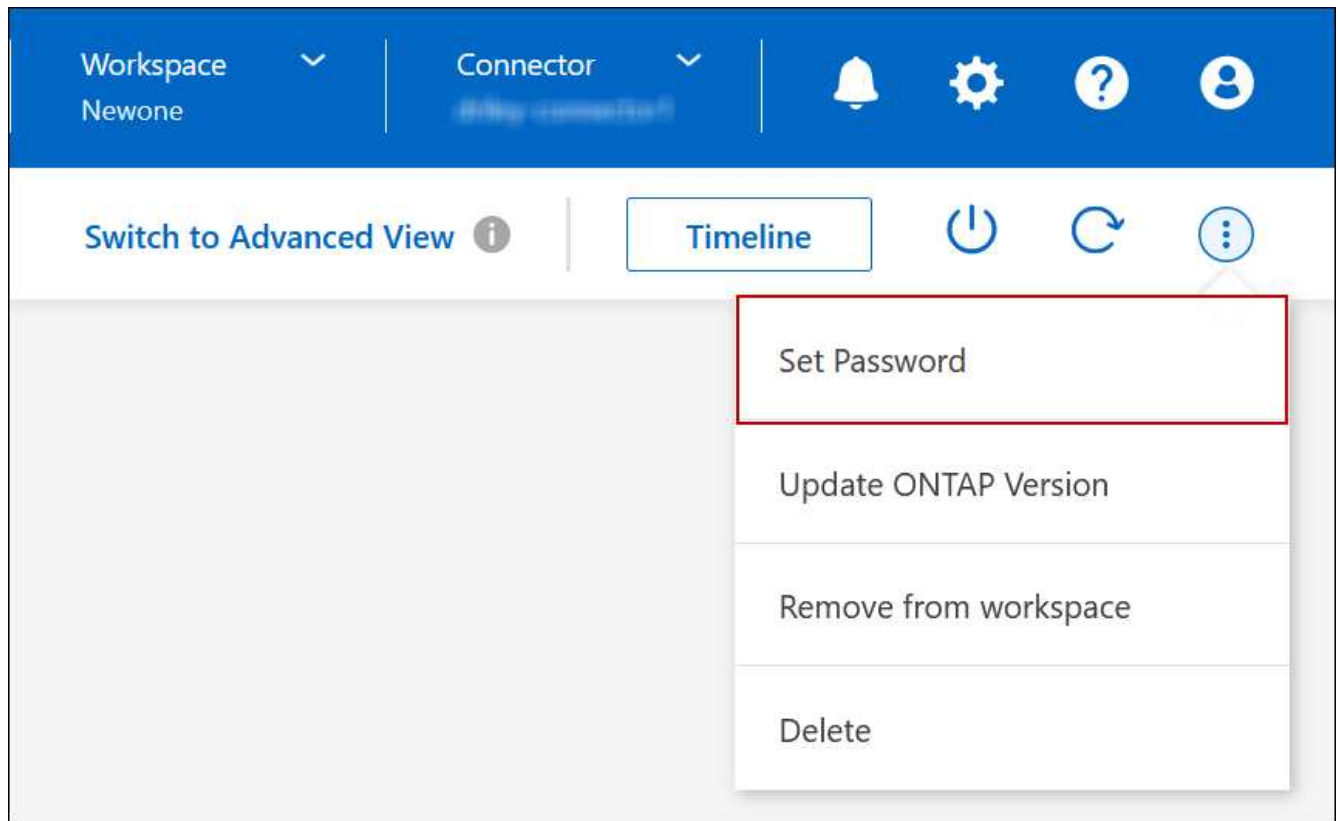 Workspace
Connector
Newone
Switch to Advanced View
Timeline
Set Password
Update ONTAP Version
Remove from workspace
Delete